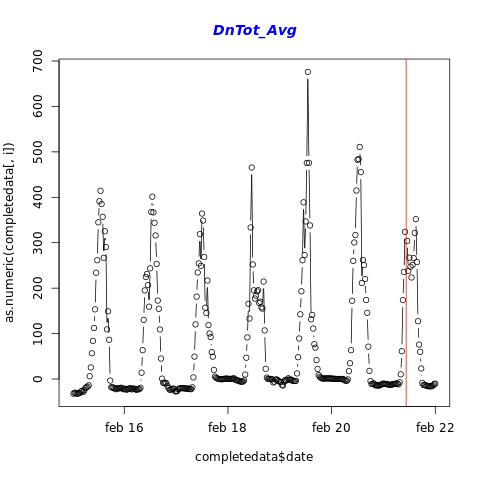 DnTot_Avg
as.numeric(completedata[, i])
700
600
500
400
300
200
100
0
feb 16
feb 18
feb 20
feb 22
completedata$date